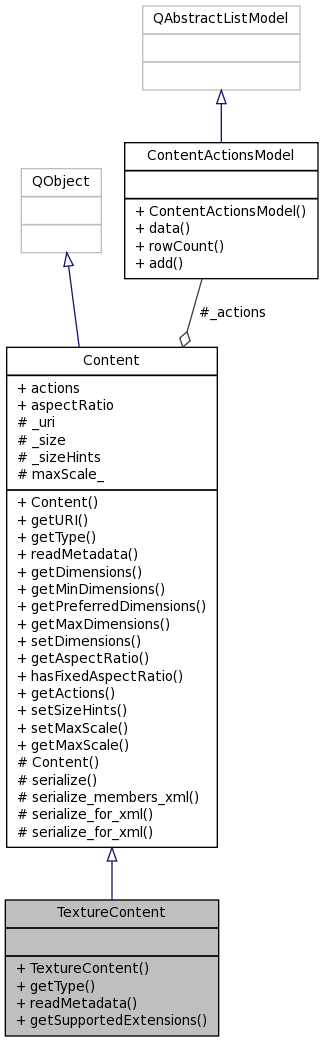 QAbstractListModel
ContentActionsModel
+ ContentActionsModel()
+ data()
+ rowCount()
+ add()
QObject
#_actions
Content
+ actions
+ aspectRatio
# _uri
# _size
# _sizeHints
# maxScale_
+ Content()
+ getURI()
+ getType()
+ readMetadata()
+ getDimensions()
+ getMinDimensions()
+ getPreferredDimensions()
+ getMaxDimensions()
+ setDimensions()
+ getAspectRatio()
+ hasFixedAspectRatio()
+ getActions()
+ setSizeHints()
+ setMaxScale()
+ getMaxScale()
# Content()
# serialize()
# serialize_members_xml()
# serialize_for_xml()
# serialize_for_xml()
TextureContent
+ TextureContent()
+ getType()
+ readMetadata()
+ getSupportedExtensions()